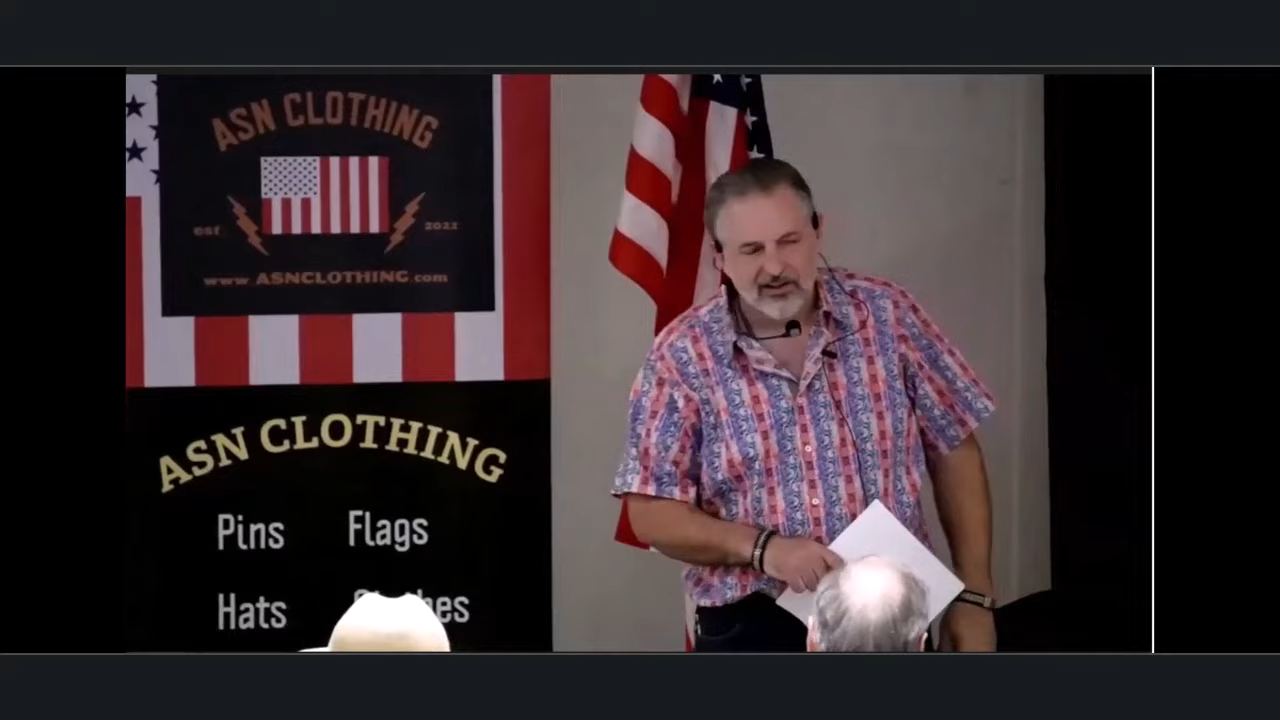 ASN CLOTHING
est 2022
www.ASNCLOTHING.com
ASN CLOTHING
Pins Flags
Hats